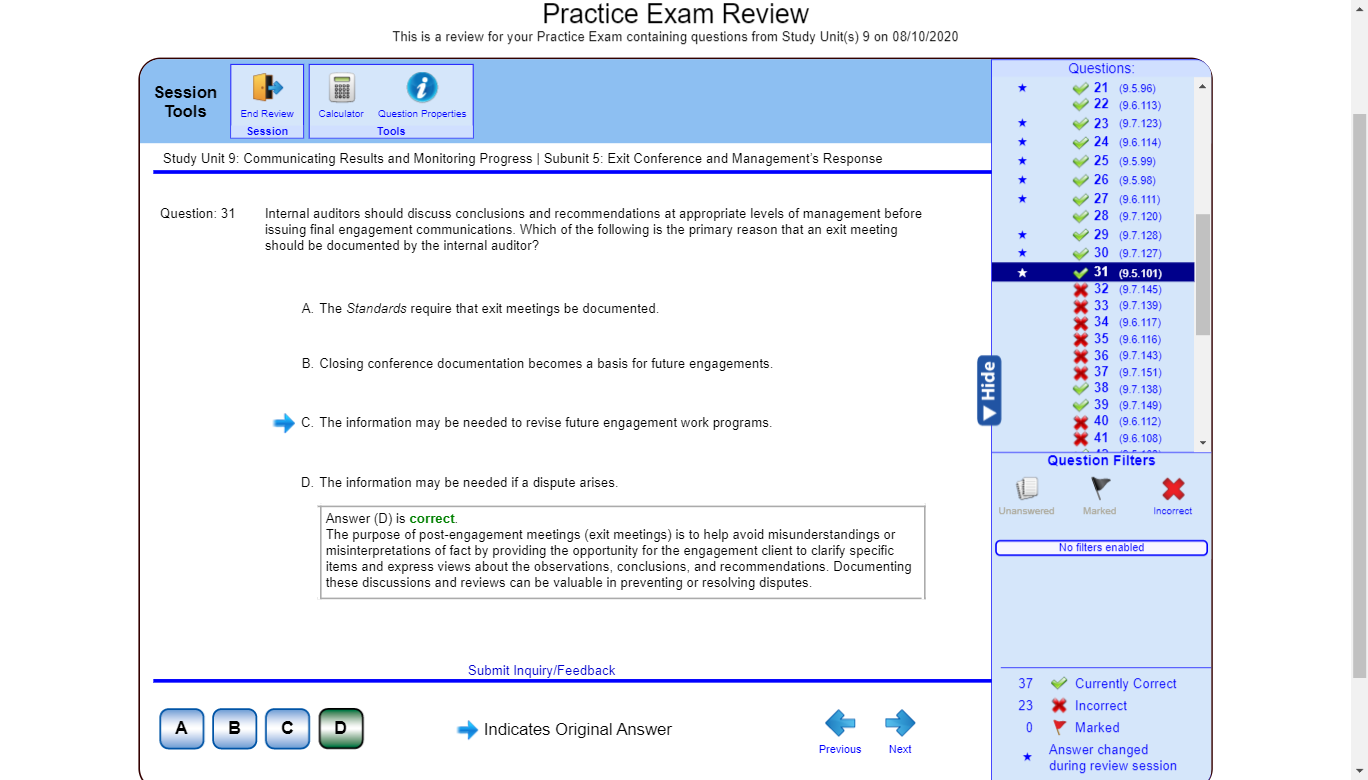 Practice Exam Review
This is a review for your Practice Exam containing questions from Study Unit(s) 9 on 08/10/2020
Session Tools
End Review
Session
Calculator
Question Properties
Tools
Study Unit 9: Communicating Results and Monitoring Progress | Subunit 5: Exit Conference and Management's Response
Question: 31
Internal auditors should discuss conclusions and recommendations at appropriate levels of management before
issuing final engagement communications. Which of the following is the primary reason that an exit meeting
should be documented by the internal auditor?
A. The Standards require that exit meetings be documented.
B. Closing conference documentation becomes a basis for future engagements.
C. The information may be needed to revise future engagement work programs.
D. The information may be needed if a dispute arises.
Answer (D) is correct.
The purpose of post-engagement meetings (exit meetings) is to help avoid misunderstandings or
misinterpretations of fact by providing the opportunity for the engagement client to clarify specific
items and express views about the observations, conclusions, and recommendations. Documenting
these discussions and reviews can be valuable in preventing or resolving disputes.
Submit Inquiry/Feedback
A B C D
Indicates Original Answer
Previous
Next
Hide
Questions:
21 (9.5.96)
22 (9.6.113)
23 (9.7.123)
24 (9.6.114)
25 (9.5.99)
26 (9.5.98)
27 (9.6.111)
28 (9.7.120)
29 (9.7.128)
30 (9.7.127)
31 (9.5.101)
32 (9.7.145)
33 (9.7.139)
34 (9.6.117)
35 (9.6.116)
36 (9.7.143)
37 (9.7.151)
38 (9.7.138)
39 (9.7.149)
40 (9.6.112)
41 (9.6.108)
Question Filters
Unanswered
Marked
Incorrect
No filters enabled
37 Currently Correct
23 Incorrect
0 Marked
Answer changed
during review session